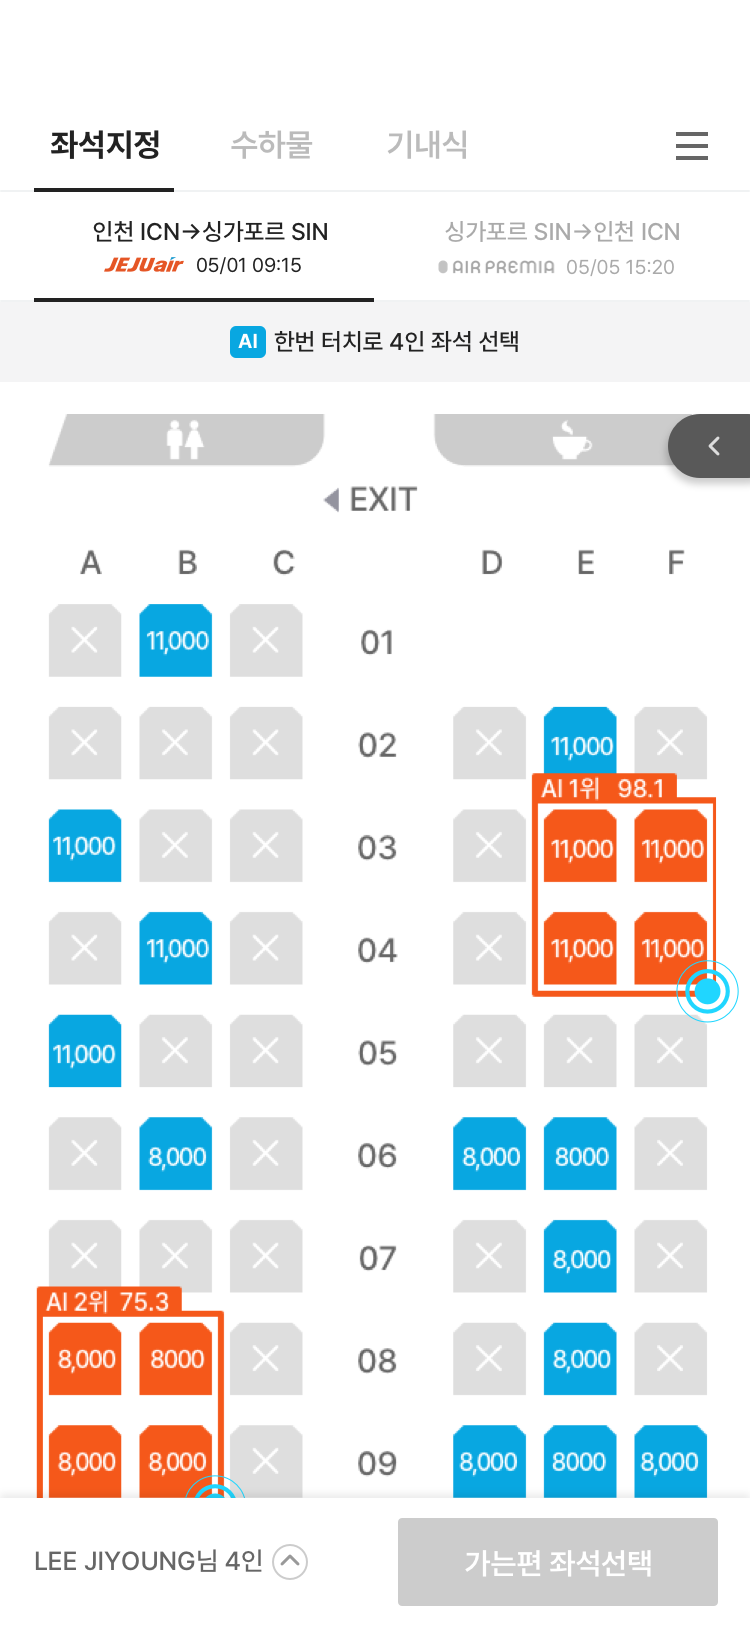 좌석지정 수하물 기내식
인천 ICN→싱가포르 SIN 싱가포르 SIN→인천 ICN
JEJUair 05/01 09:15 AIR PREMIA 05/05 15:20
AI 한번 터치로 4인 좌석 선택
EXIT
A B C D E F
11,000 01
02 11,000
AI 1위 98.1
11,000 03 11,000 11,000
11,000 04 11,000 11,000
11,000 05
8,000 06 8,000 8000
07 8,000
AI 2위 75.3
8,000 8000 08 8,000
8,000 8,000 09 8,000 8000 8,000
LEE JIYOUNG님 4인 가는편 좌석선택